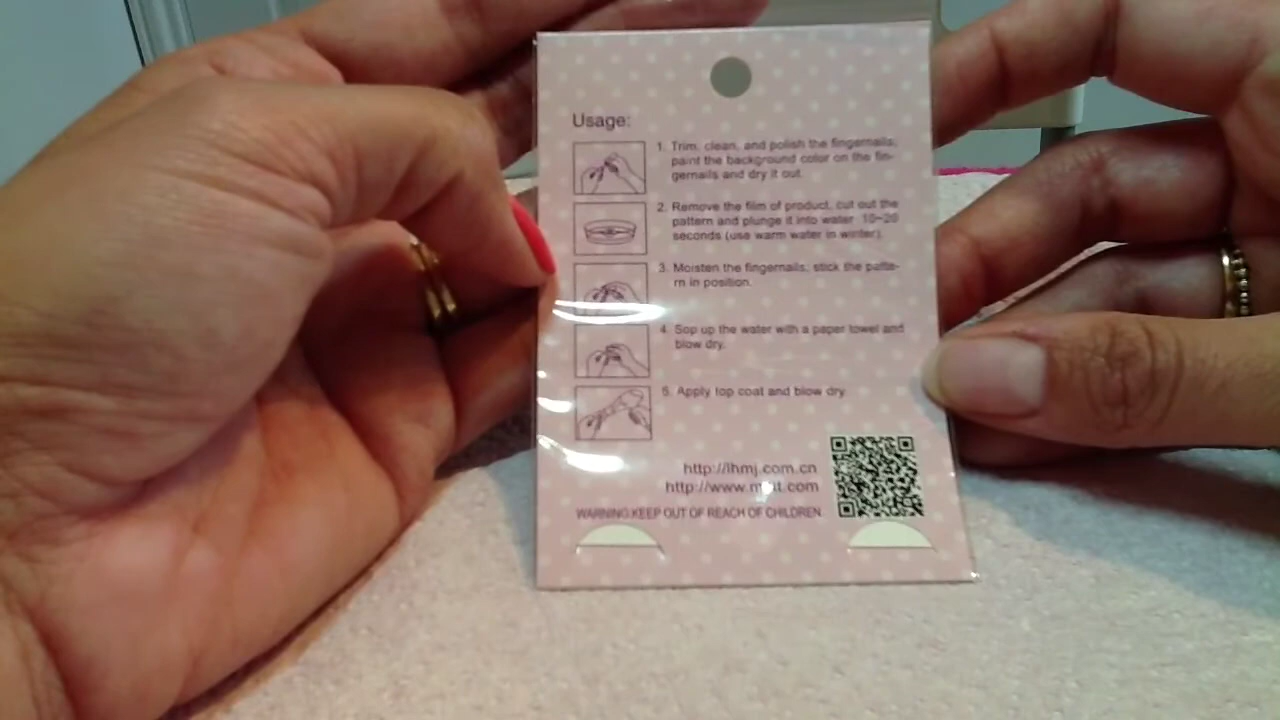 Usage:
1. Trim, clean, and polish the fingernails;
paint the background color on the fin-
gernails and dry it out.
2. Remove the film of product, cut out the
pattern and plunge it into water 10~20
seconds (use warm water in winter).
3. Moisten the fingernails; stick the patte-
rn in position.
4. Sop up the water with a paper towel and
blow dry.
5. Apply top coat and blow dry.
http://lhmj.com.cn
WARNING:KEEP OUT OF REACH OF CHILDREN